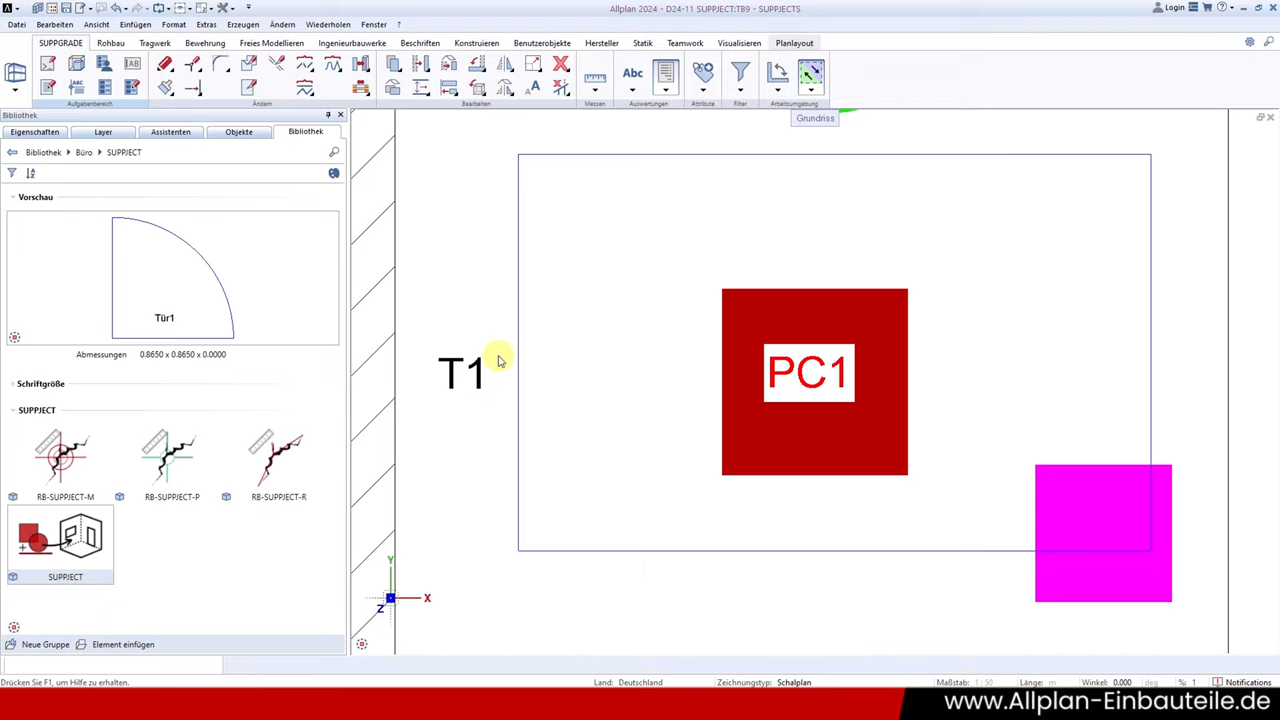 Allplan 2024 - D24-11 SUPPJECT:TB9 - SUPPJECTS
Login
Datei Bearbeiten Ansicht Einfügen Format Extras Erzeugen Ändern Wiederholen Fenster ?
SUPPGRADE Rohbau Tragwerk Bewehrung Freies Modellieren Ingenieurbauwerke Beschriften Konstruieren Benutzerobjekte Hersteller Statik Teamwork Visualisieren Planlayout
AB
ABC
A
Abc
Aufgabenbereich Ändern Bearbeiten Messen Auswertungen Attribute Filter Arbeitsumgebung
Bibliothek
Grundriss
Eigenschaften Layer Assistenten Objekte Bibliothek
Bibliothek Büro SUPPJECT
Vorschau
Tür1
Abmessungen 0.8650 x 0.8650 x 0.0000
Schriftgröße
SUPPJECT
RB-SUPPJECT-M RB-SUPPJECT-P RB-SUPPJECT-R
SUPPJECT
T1
PC1
Y
X
Z
Neue Gruppe Element einfügen
Drücken Sie F1, um Hilfe zu erhalten. Land: Deutschland Zeichnungstyp: Schalplan Maßstab: 1 : 50 Länge: m Winkel: 0.000 deg %: 1 Notifications
www.Allplan-Einbauteile.de